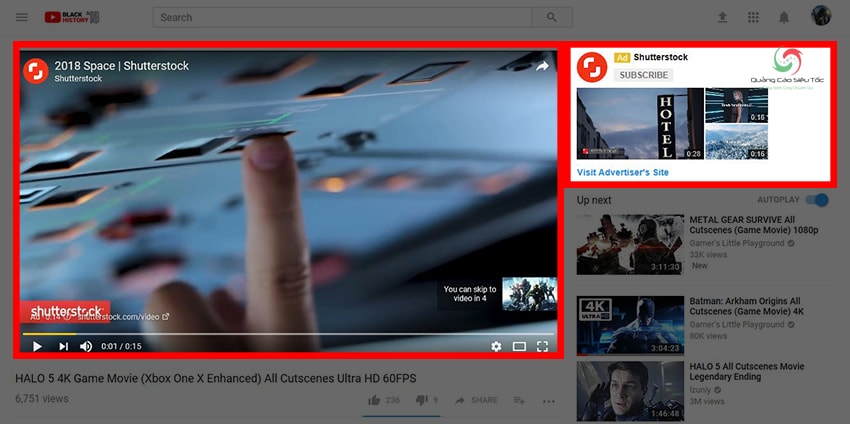 BLACK HISTORY
Search
2018 Space | Shutterstock
Shutterstock
You can skip to
video in 4
shutterstock
Ad · 0:14
shutterstock.com/video
0:01 / 0:15
Ad Shutterstock
SUBSCRIBE
Quảng Cáo Siêu Tốc
HOTEL
0:28
0:16
0:16
Visit Advertiser's Site
Up next
AUTOPLAY
METAL GEAR SURVIVE All
Cutscenes (Game Movie) 1080p
Gamer's Little Playground
33K views
New
3:11:30
4K
ULTRA HD
Batman: Arkham Origins All
Cutscenes (Game Movie) 4K
Gamer's Little Playground
80K views
3:04:23
HALO 5 All Cutscenes Movie
Legendary Ending
Izuniy
3M views
1:46:48
HALO 5 4K Game Movie (Xbox One X Enhanced) All Cutscenes Ultra HD 60FPS
6,751 views
236
9
SHARE